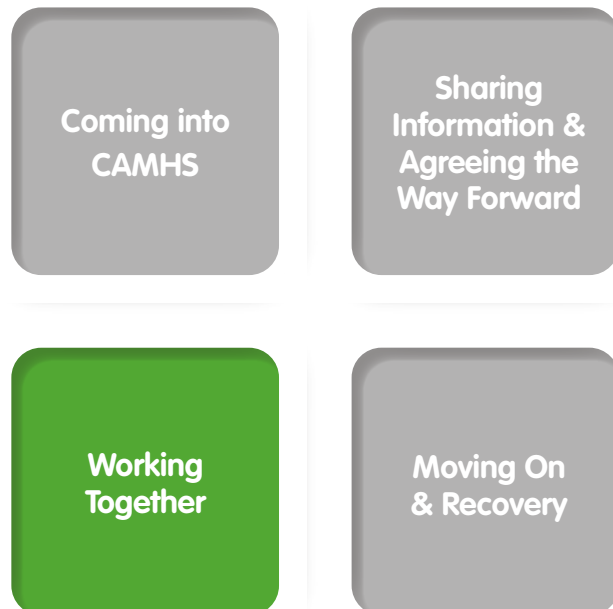 Coming into
CAMHS
Sharing
Information &
Agreeing the
Way Forward
Working
Together
Moving On
& Recovery